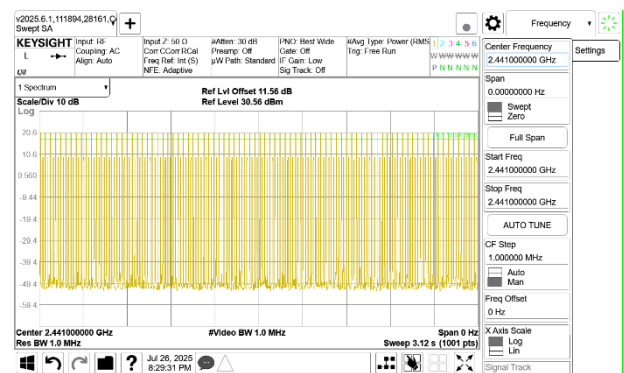 v2025.6.1,111894,28161,Q
Swept SA
Frequency
KEYSIGHT
L
Input: RF
Coupling: AC
Align: Auto
Input Z: 50 Ω
Corr CCorr RCal
Freq Ref: Int (S)
NFE: Adaptive
#Atten: 30 dB
Preamp: Off
µW Path: Standard
PNO: Best Wide
Gate: Off
IF Gain: Low
Sig Track: Off
#Avg Type: Power (RMS
Trig: Free Run
1 2 3 4 5 6
W W W W W W
P N N N N N
Settings
1 Spectrum
Scale/Div 10 dB
Ref Lvl Offset 11.56 dB
Ref Level 30.56 dBm
Log
20.6
10.6
0.560
-9.44
-19.4
-29.4
-39.4
-49.4
-59.4
Center 2.441000000 GHz
Res BW 1.0 MHz
#Video BW 1.0 MHz
Span 0 Hz
Sweep 3.12 s (1001 pts)
Center Frequency
2.441000000 GHz
Span
0.00000000 Hz
Swept
Zero
Full Span
Start Freq
2.441000000 GHz
Stop Freq
2.441000000 GHz
AUTO TUNE
CF Step
1.000000 MHz
Auto
Man
Freq Offset
0 Hz
X Axis Scale
Log
Lin
Signal Track
?
Jul 26, 2025
8:29:31 PM